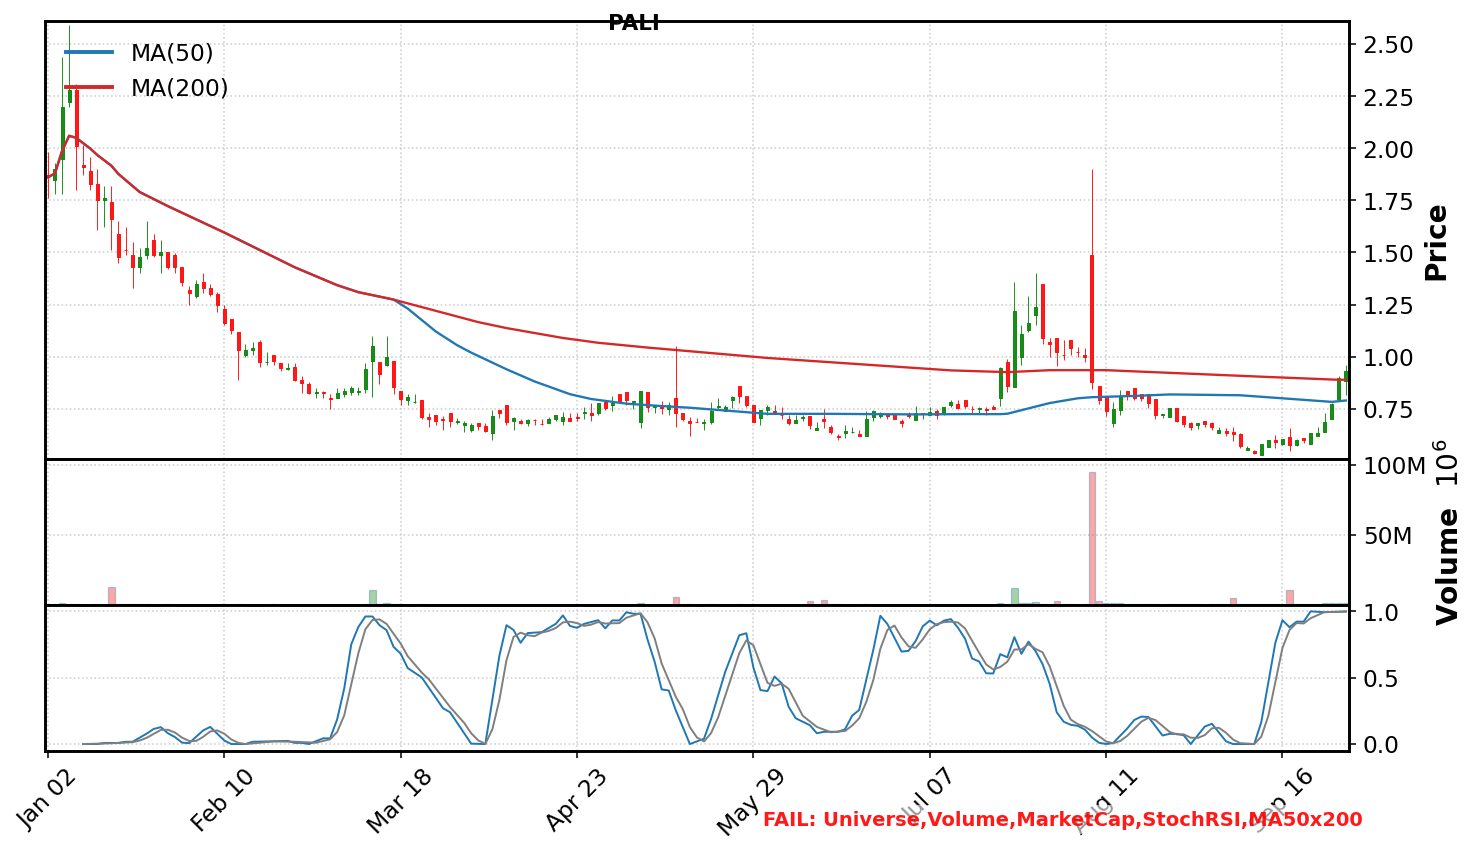 PALI
MA(50)
MA(200)
2.50
2.25
2.00
1.75
1.50
1.25
1.00
0.75
Price
100M
50M
Volume 10^6
1.0
0.5
0.0
Jan 02
Feb 10
Mar 18
Apr 23
May 29
Jul 07
Aug 11
Sep 16
FAIL: Universe,Volume,MarketCap,StochRSI,MA50x200